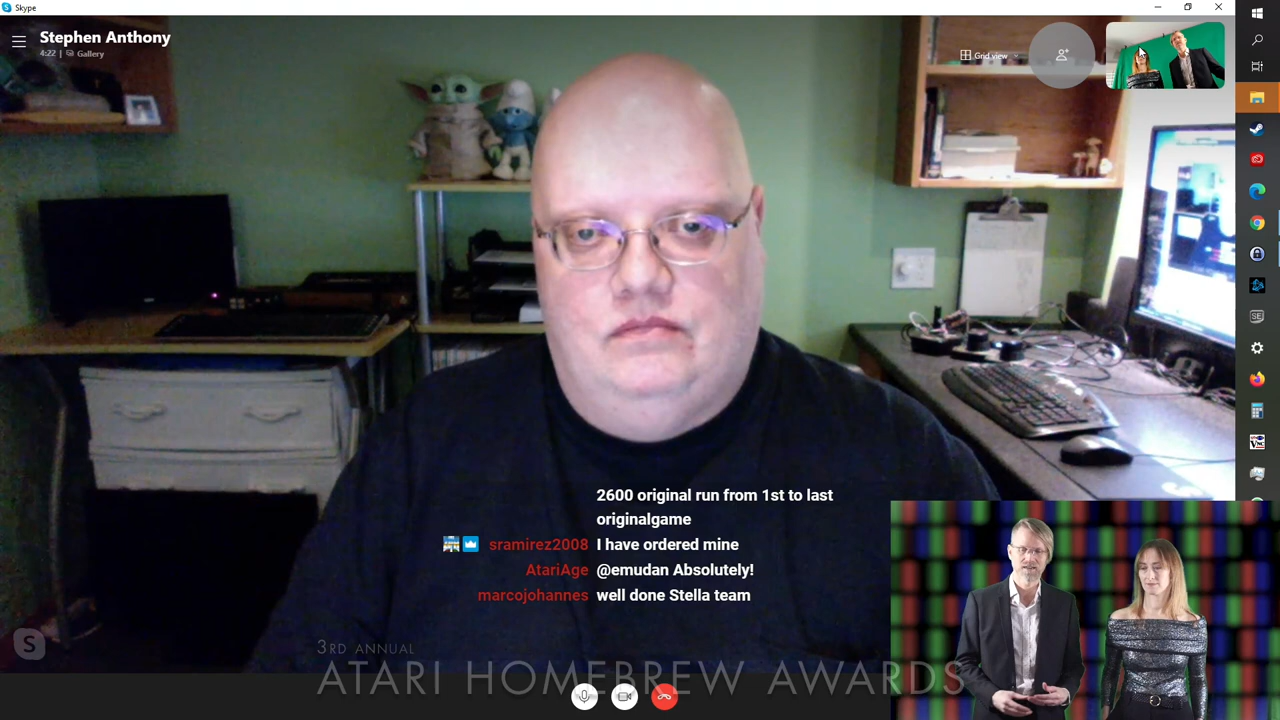 Skype
Stephen Anthony
4:22 | Gallery
Grid view
2600 original run from 1st to last
originalgame
sramirez2008 I have ordered mine
AtariAge @emudan Absolutely!
marcojohannes well done Stella team
3RD ANNUAL
ATARI HOMEBREW AWARDS